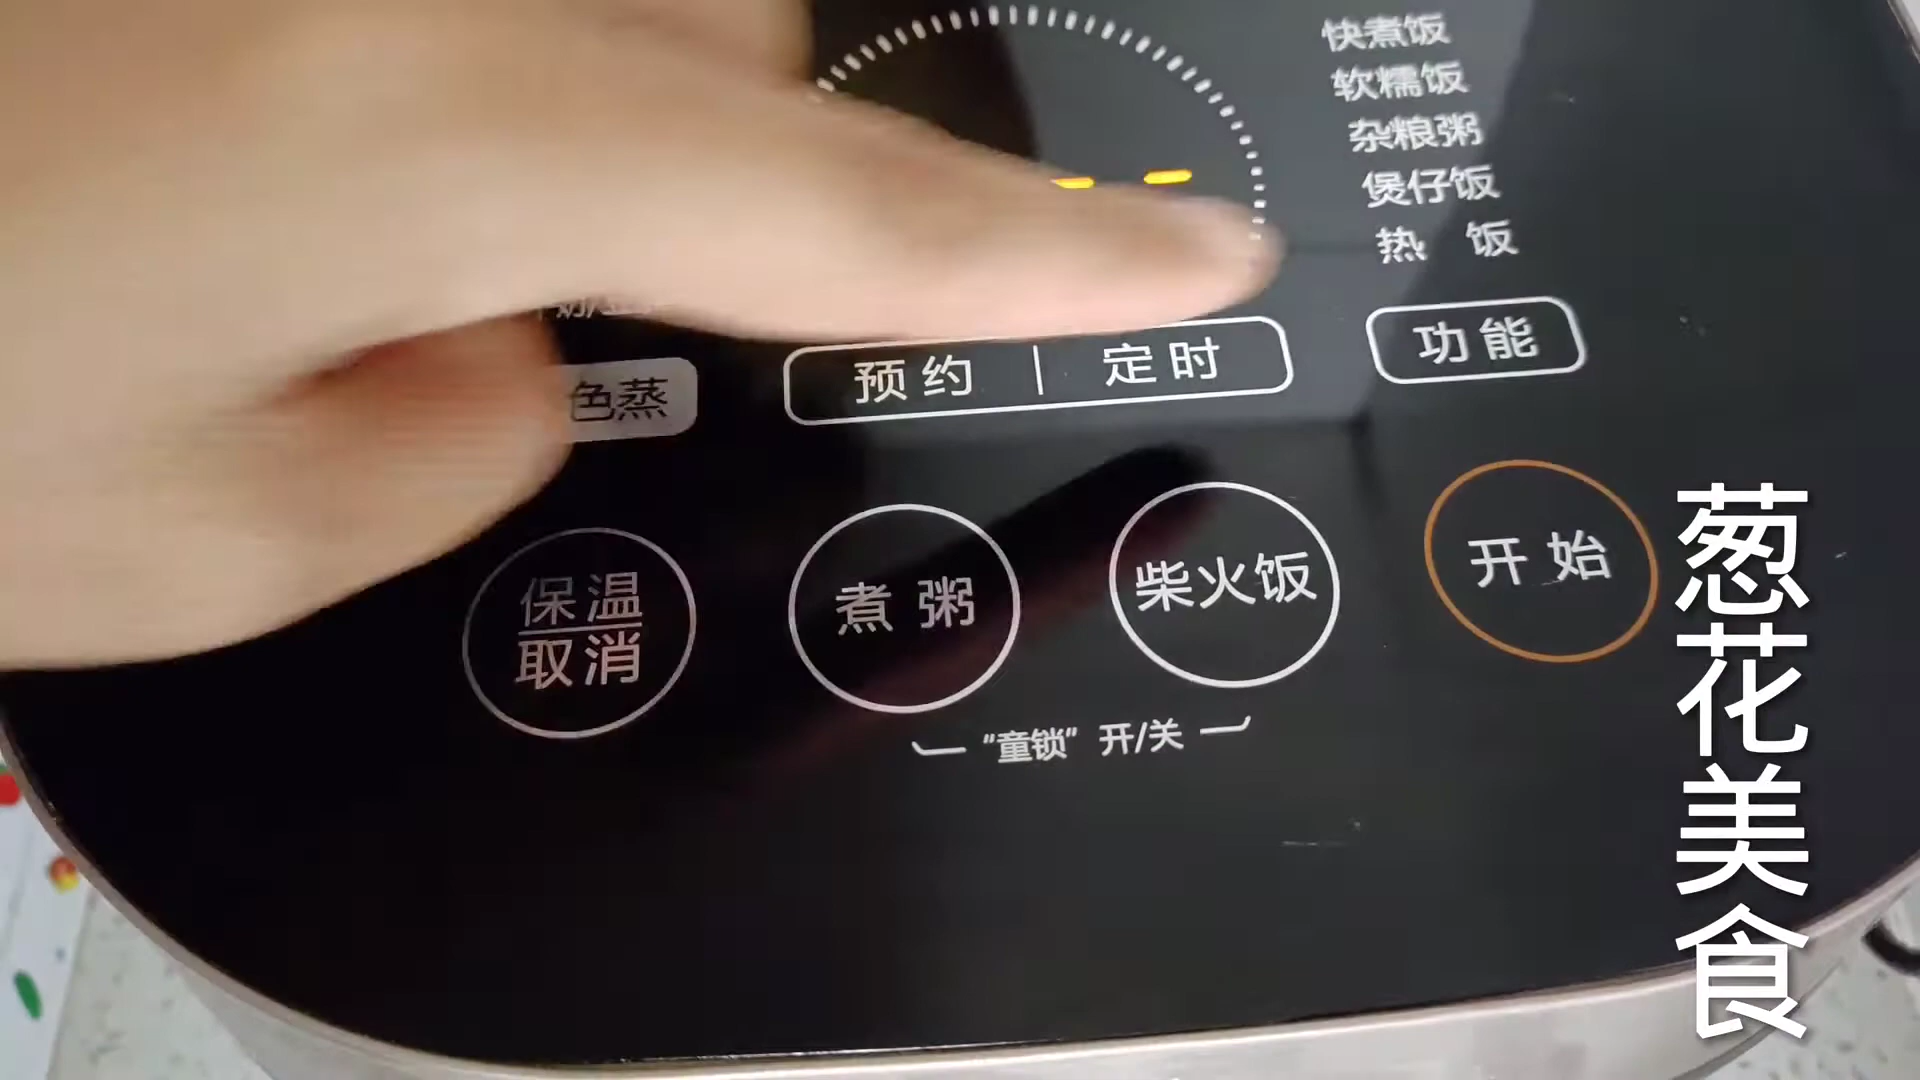 快煮饭
软糯饭
杂粮粥
煲仔饭
热 饭
色蒸
预约 | 定时
功能
保温
取消
煮粥
柴火饭
开始
“童锁” 开/关
葱花美食